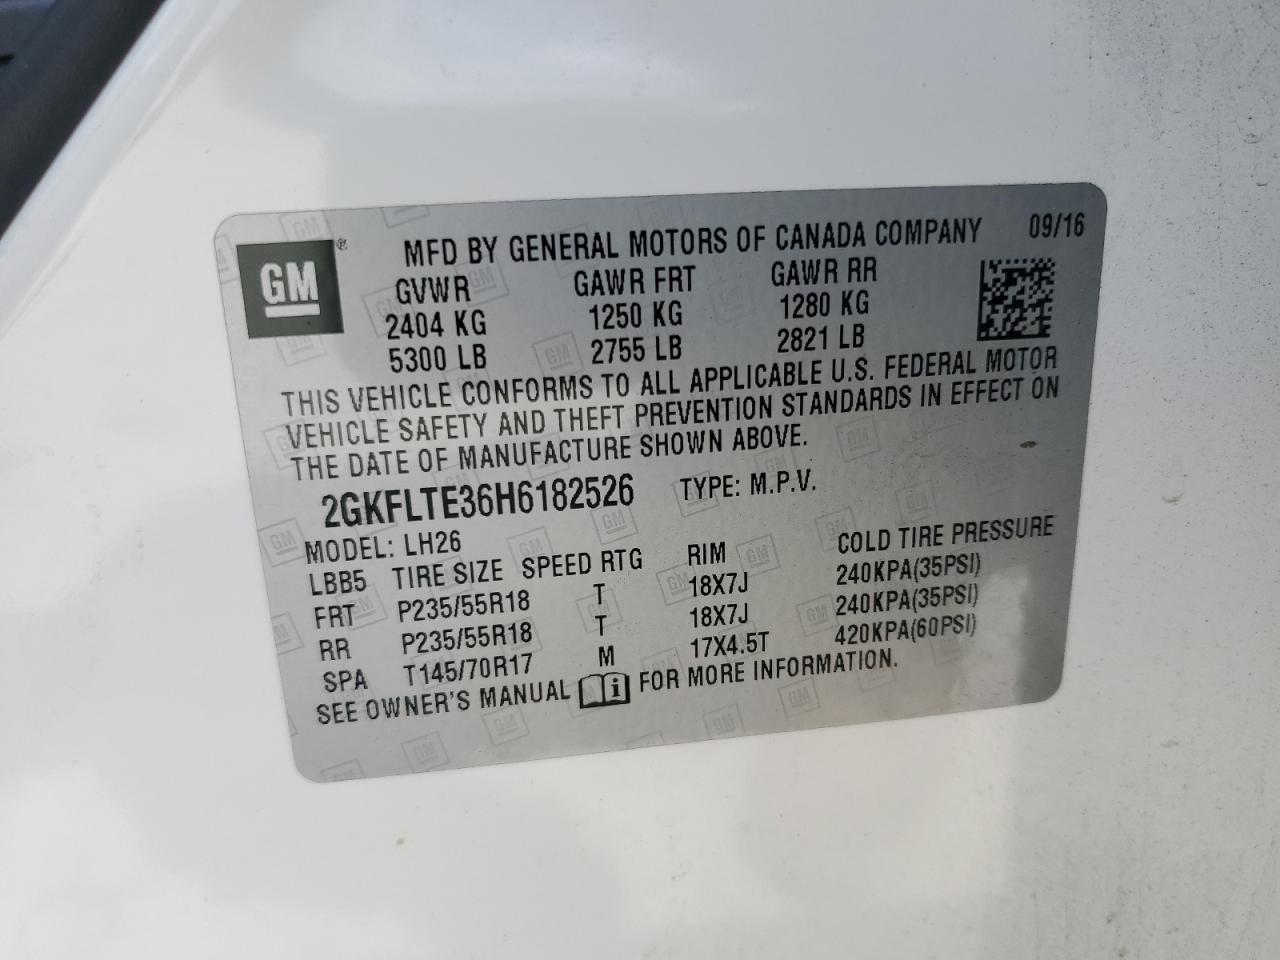 GM ® MFD BY GENERAL MOTORS OF CANADA COMPANY 09/16
GVWR GAWR FRT GAWR RR
2404 KG 1250 KG 1280 KG
5300 LB 2755 LB 2821 LB
THIS VEHICLE CONFORMS TO ALL APPLICABLE U.S. FEDERAL MOTOR
VEHICLE SAFETY AND THEFT PREVENTION STANDARDS IN EFFECT ON
THE DATE OF MANUFACTURE SHOWN ABOVE.
2GKFLTE36H6182526 TYPE: M.P.V.
MODEL: LH26
LBB5 TIRE SIZE SPEED RTG RIM COLD TIRE PRESSURE
FRT P235/55R18 T 18X7J 240KPA(35PSI)
RR P235/55R18 T 18X7J 240KPA(35PSI)
SPA T145/70R17 M 17X4.5T 420KPA(60PSI)
SEE OWNER'S MANUAL i FOR MORE INFORMATION.